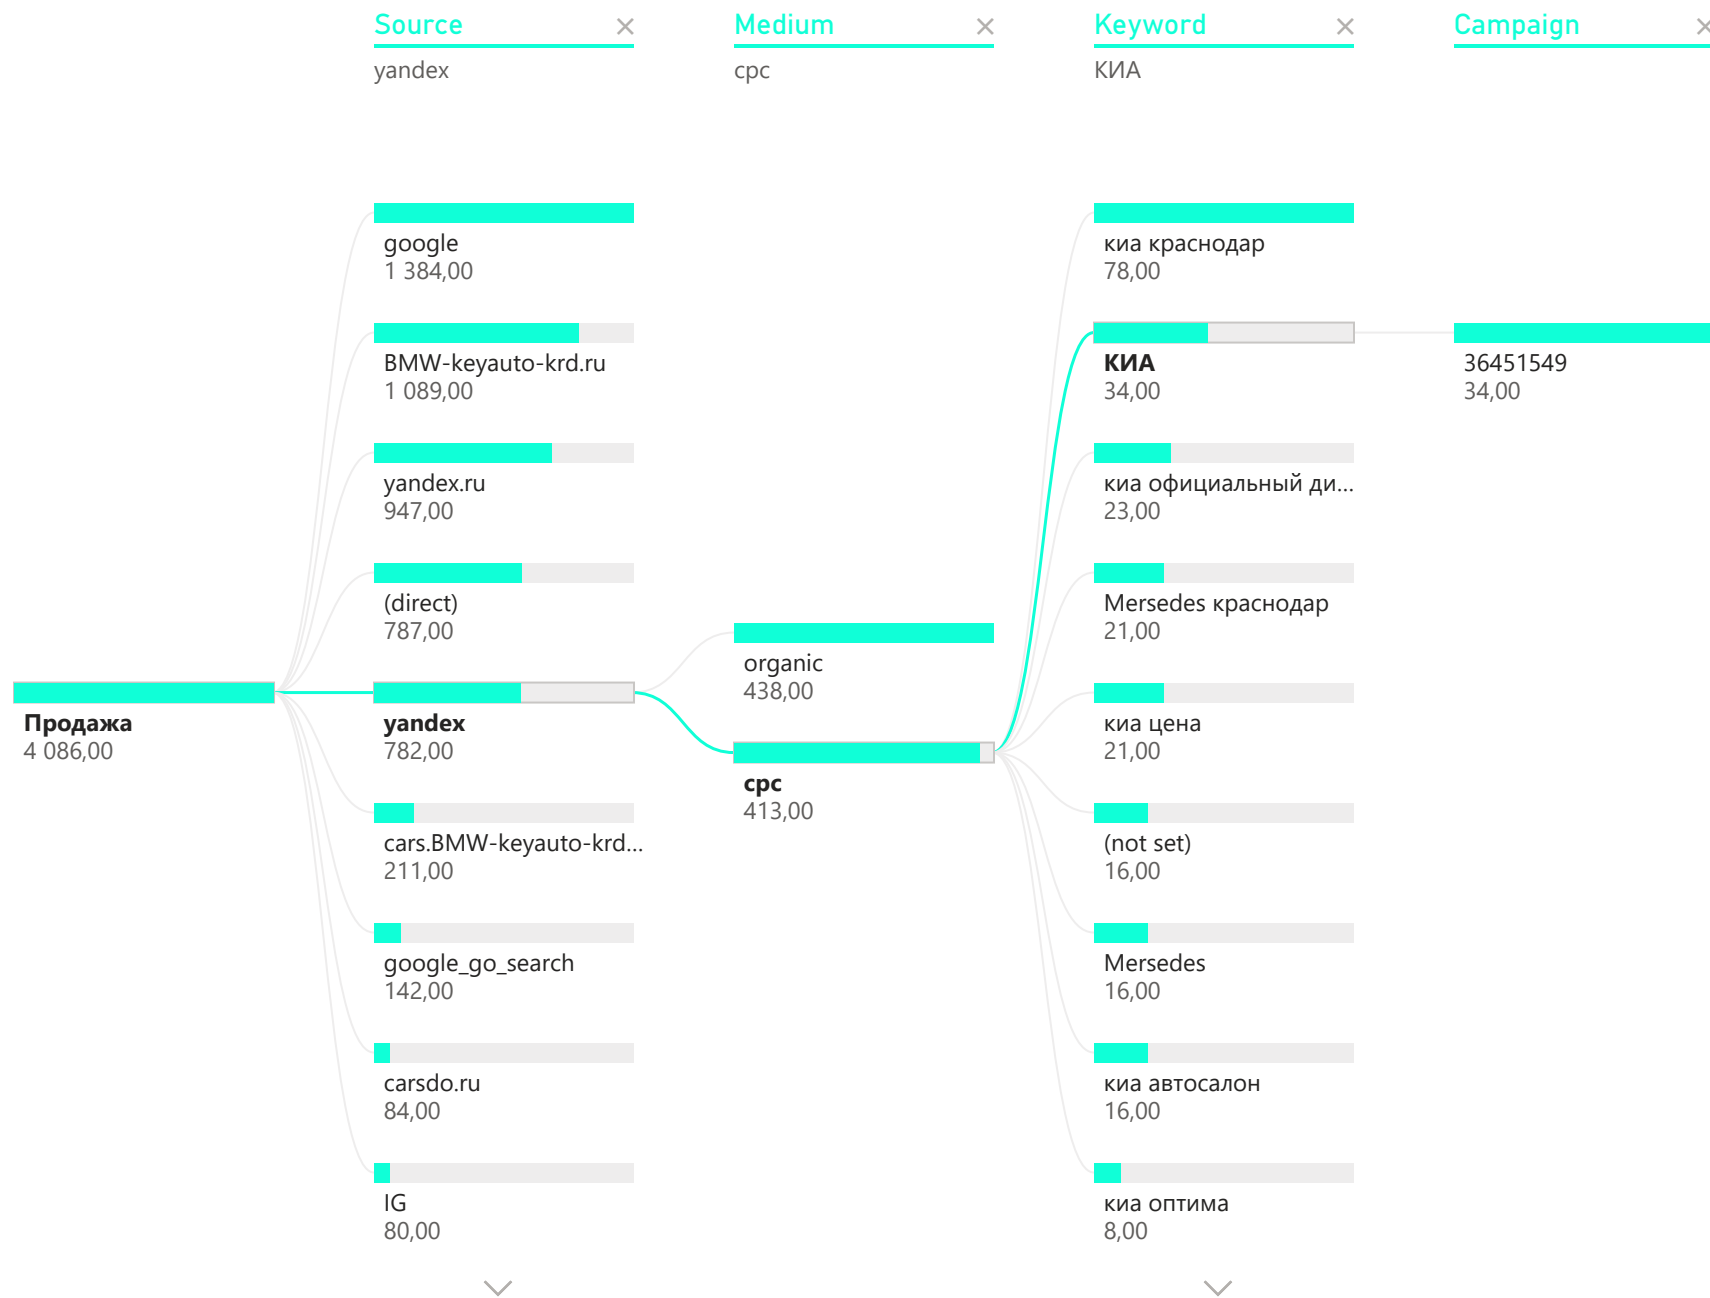 Source
Medium
Keyword
Campaign
yandex
cpc
КИА
google
1 384,00
BMW-keyauto-krd.ru
1 089,00
yandex.ru
947,00
(direct)
787,00
Продажа
4 086,00
yandex
782,00
cars.BMW-keyauto-krd...
211,00
google_go_search
142,00
carsdo.ru
84,00
IG
80,00
organic
438,00
cpc
413,00
киа краснодар
78,00
КИА
34,00
киа официальный ди...
23,00
Mersedes краснодар
21,00
киа цена
21,00
(not set)
16,00
Mersedes
16,00
киа автосалон
16,00
киа оптима
8,00
36451549
34,00